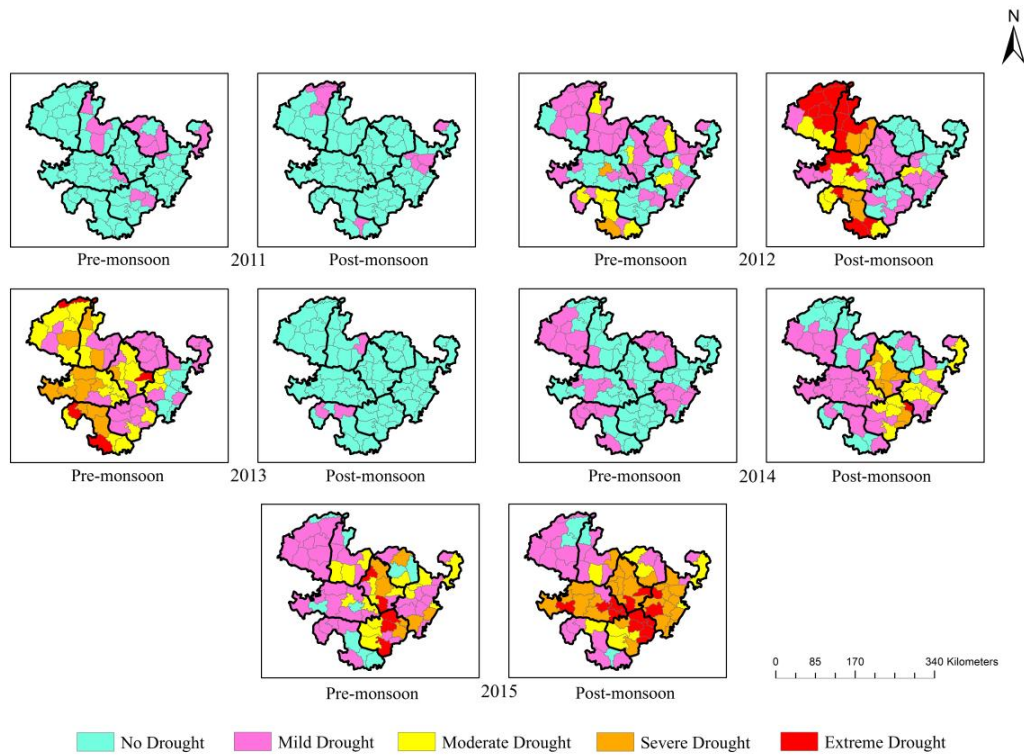 N
Pre-monsoon 2011 Post-monsoon
Pre-monsoon 2012 Post-monsoon
Pre-monsoon 2013 Post-monsoon
Pre-monsoon 2014 Post-monsoon
Pre-monsoon 2015 Post-monsoon
0 85 170 340 Kilometers
No Drought Mild Drought Moderate Drought Severe Drought Extreme Drought